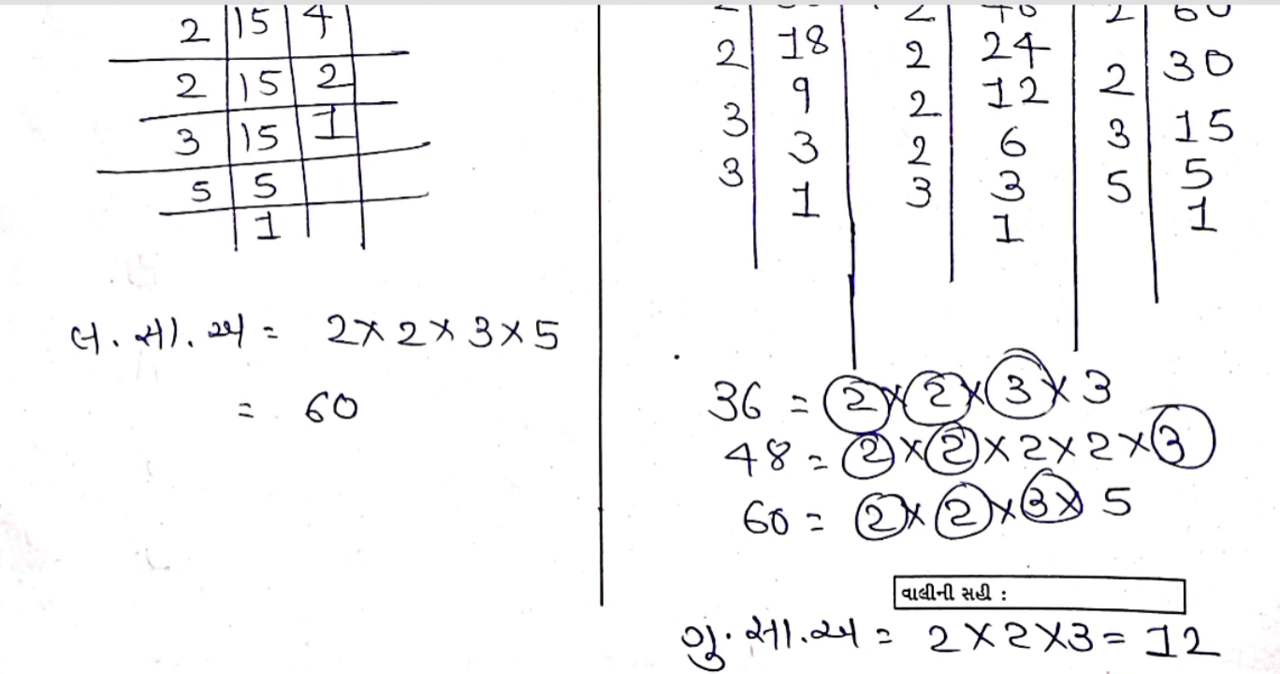 2 15 4
2 15 2
3 15 1
5 5
1
લ. સા. અ = 2 × 2 × 3 × 5
= 60
2 18
3 9
3 3
1
2 24
2 12
2 6
3 3
1
2 60
2 30
3 15
5 5
1
36 = 2 × 2 × 3 × 3
48 = 2 × 2 × 2 × 2 × 3
60 = 2 × 2 × 3 × 5
વાલીની સહી :
ગુ. સા. અ = 2 × 2 × 3 = 12